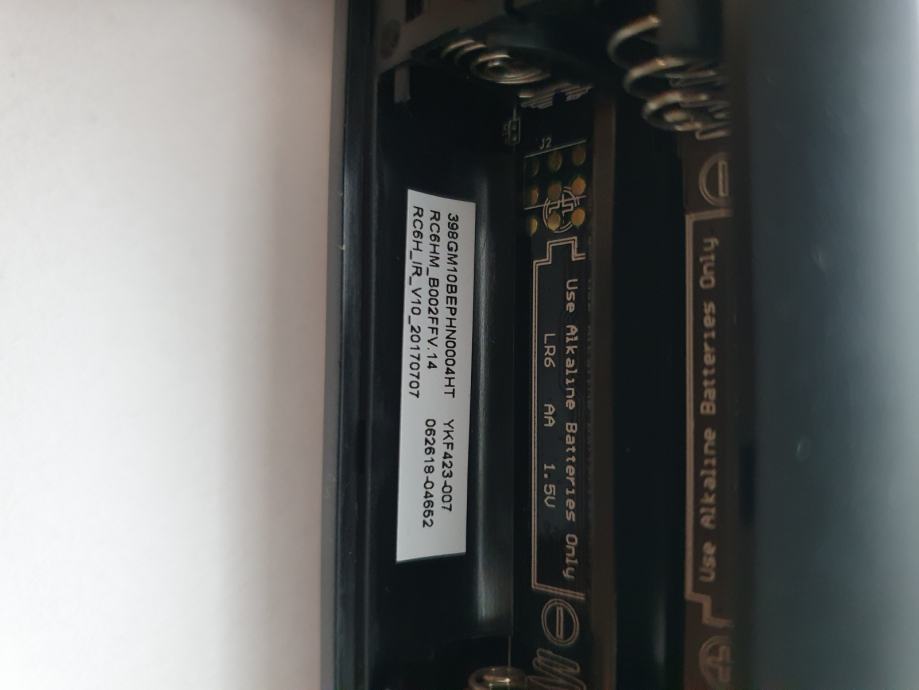 398GM10BEPHN0004HT YKF423-007
RC6HM_B002FFV.14 062618-04652
RC6H_IR_V10_20170707
J2
Use Alkaline Batteries Only
LR6 AA 1.5V
Use Alkaline Batteries Only